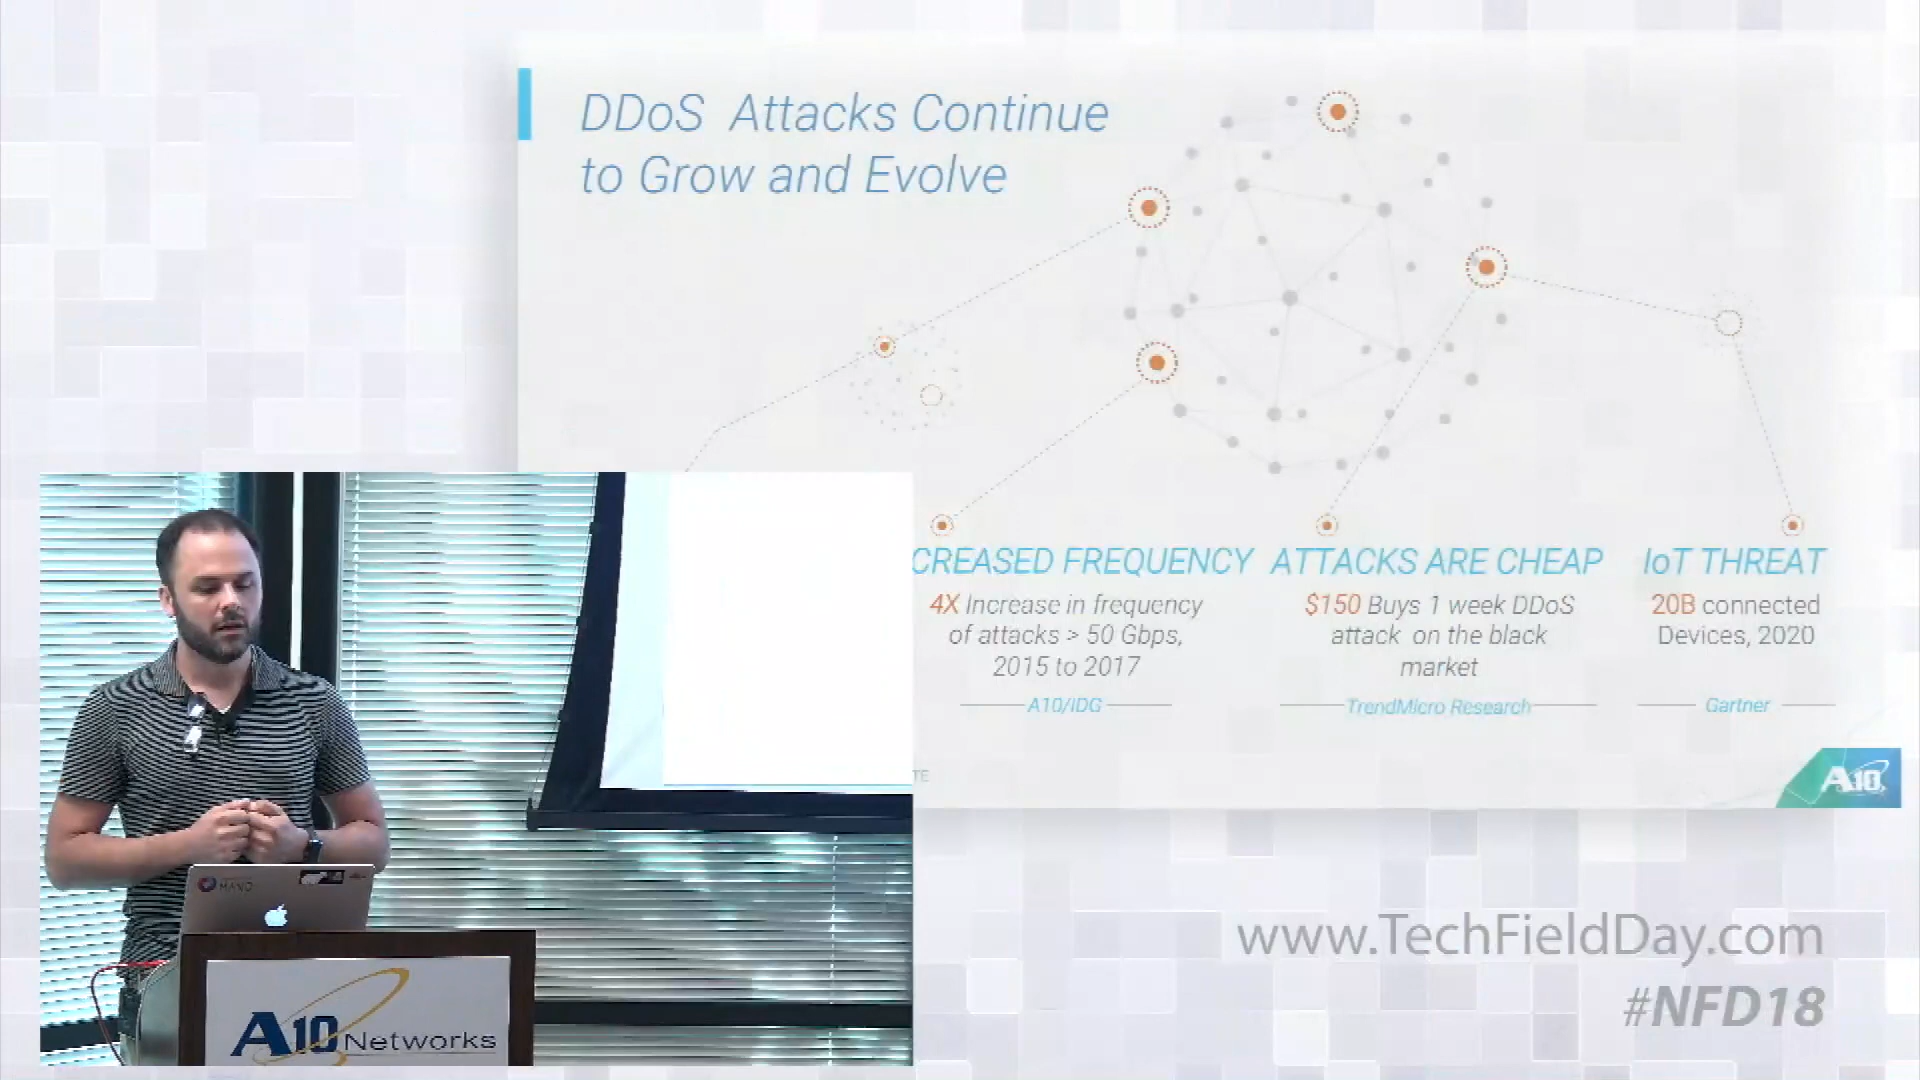 DDoS Attacks Continue
to Grow and Evolve
CREASED FREQUENCY
4X Increase in frequency
of attacks > 50 Gbps,
2015 to 2017
A10/IDG
ATTACKS ARE CHEAP
$150 Buys 1 week DDoS
attack on the black
market
TrendMicro Research
IoT THREAT
20B connected
Devices, 2020
Gartner
TE
A10
MANO
A10 Networks
www.TechFieldDay.com
#NFD18